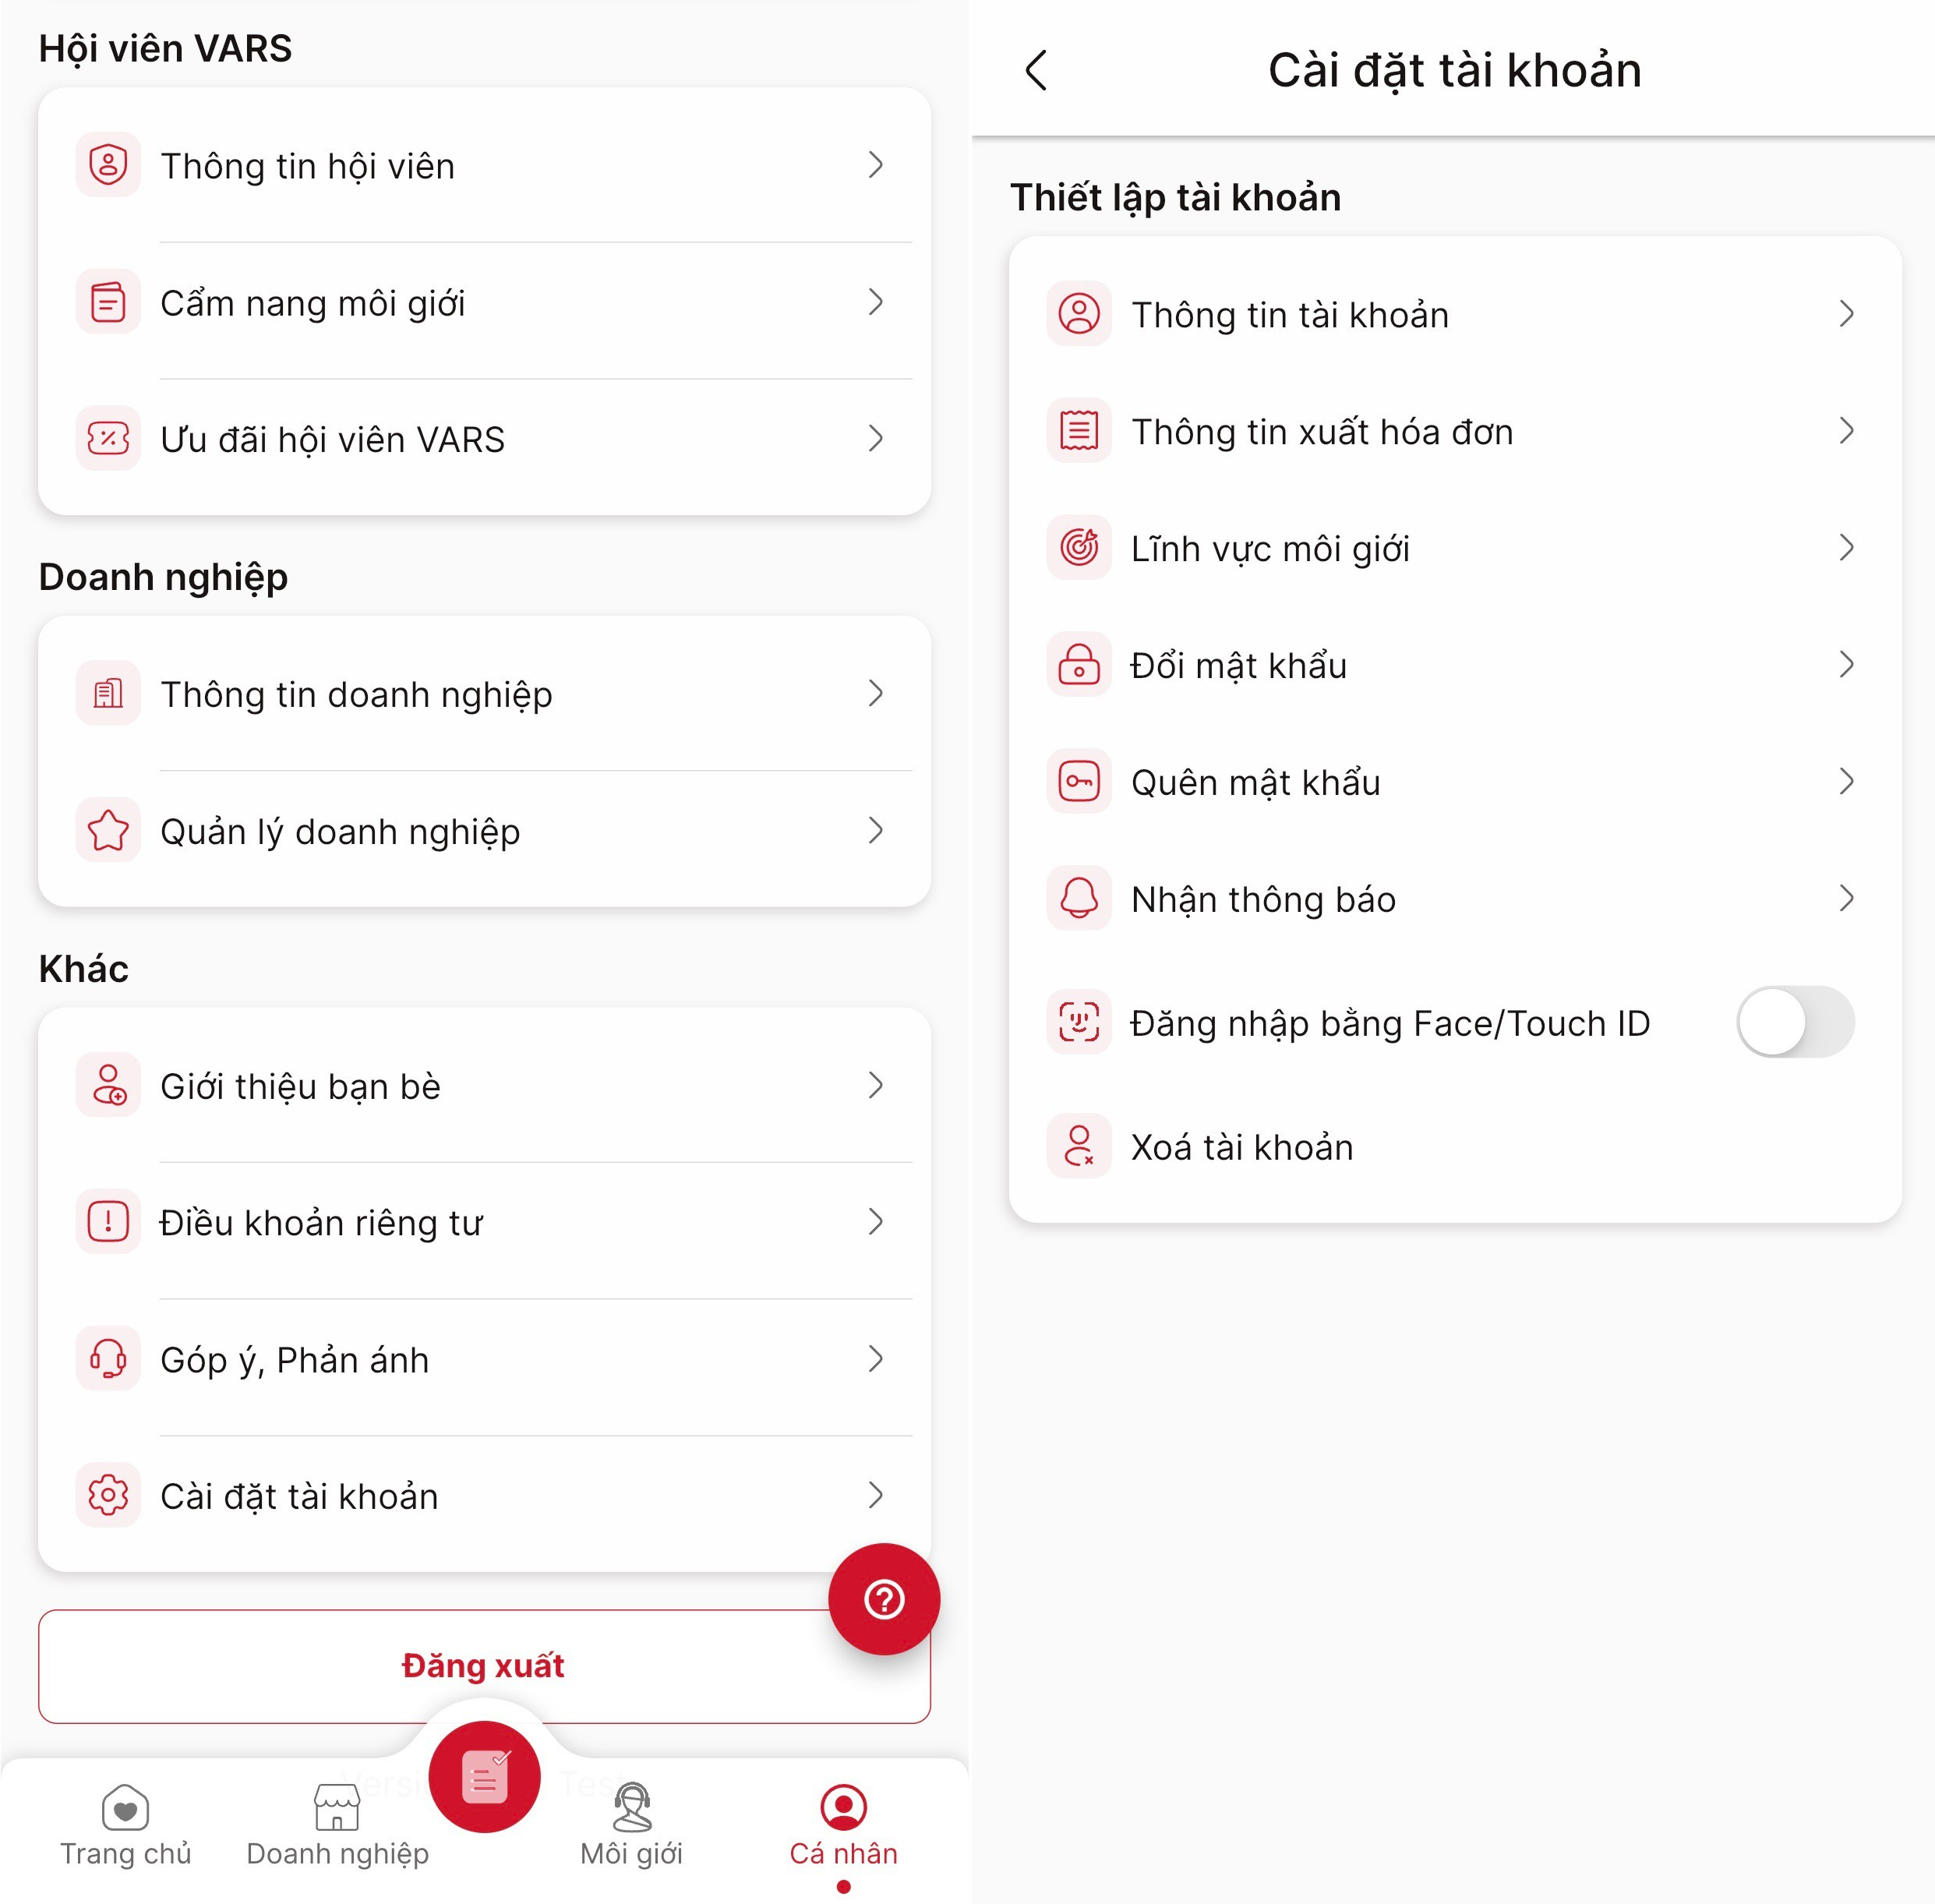 Hội viên VARS
Thông tin hội viên
Cẩm nang môi giới
Ưu đãi hội viên VARS
Doanh nghiệp
Thông tin doanh nghiệp
Quản lý doanh nghiệp
Khác
Giới thiệu bạn bè
Điều khoản riêng tư
Góp ý, Phản ánh
Cài đặt tài khoản
Đăng xuất
Trang chủ
Doanh nghiệp
Môi giới
Cá nhân
Cài đặt tài khoản
Thiết lập tài khoản
Thông tin tài khoản
Thông tin xuất hóa đơn
Lĩnh vực môi giới
Đổi mật khẩu
Quên mật khẩu
Nhận thông báo
Đăng nhập bằng Face/Touch ID
Xoá tài khoản